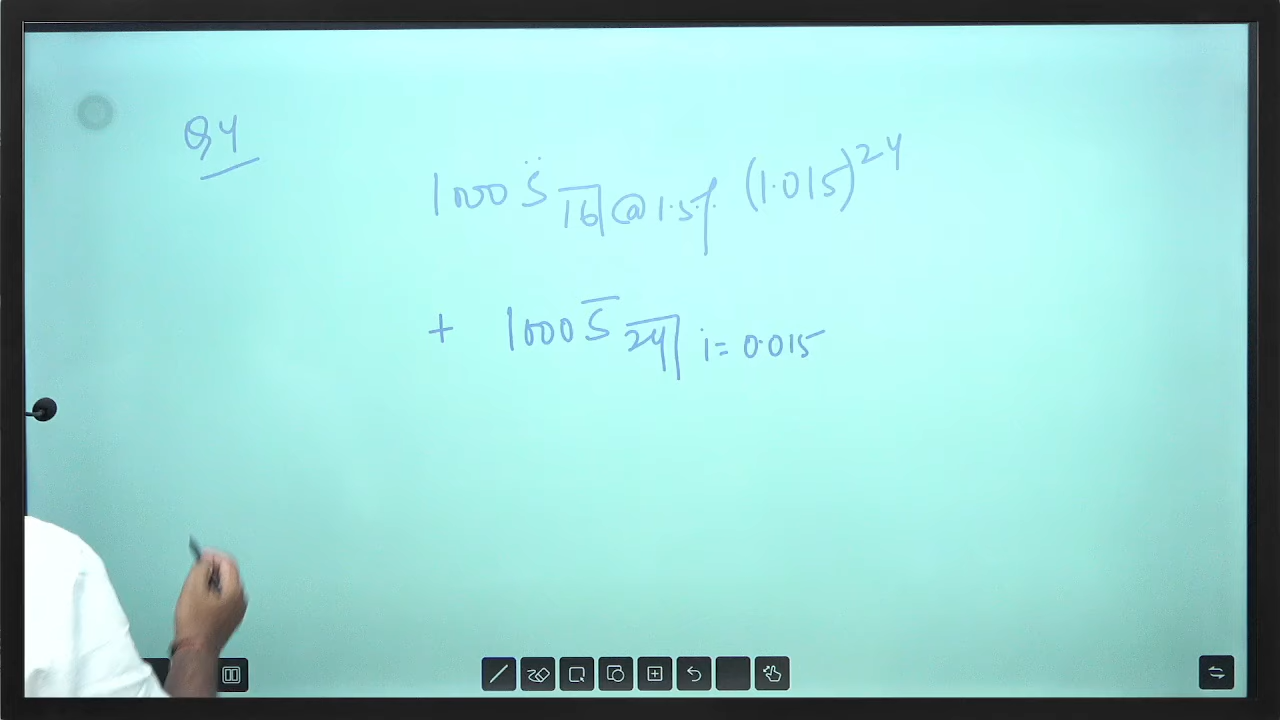 Q4
1000 S̈ 16| @ 1.5% (1.015)^24
+ 1000 S̄ 24| i = 0.015